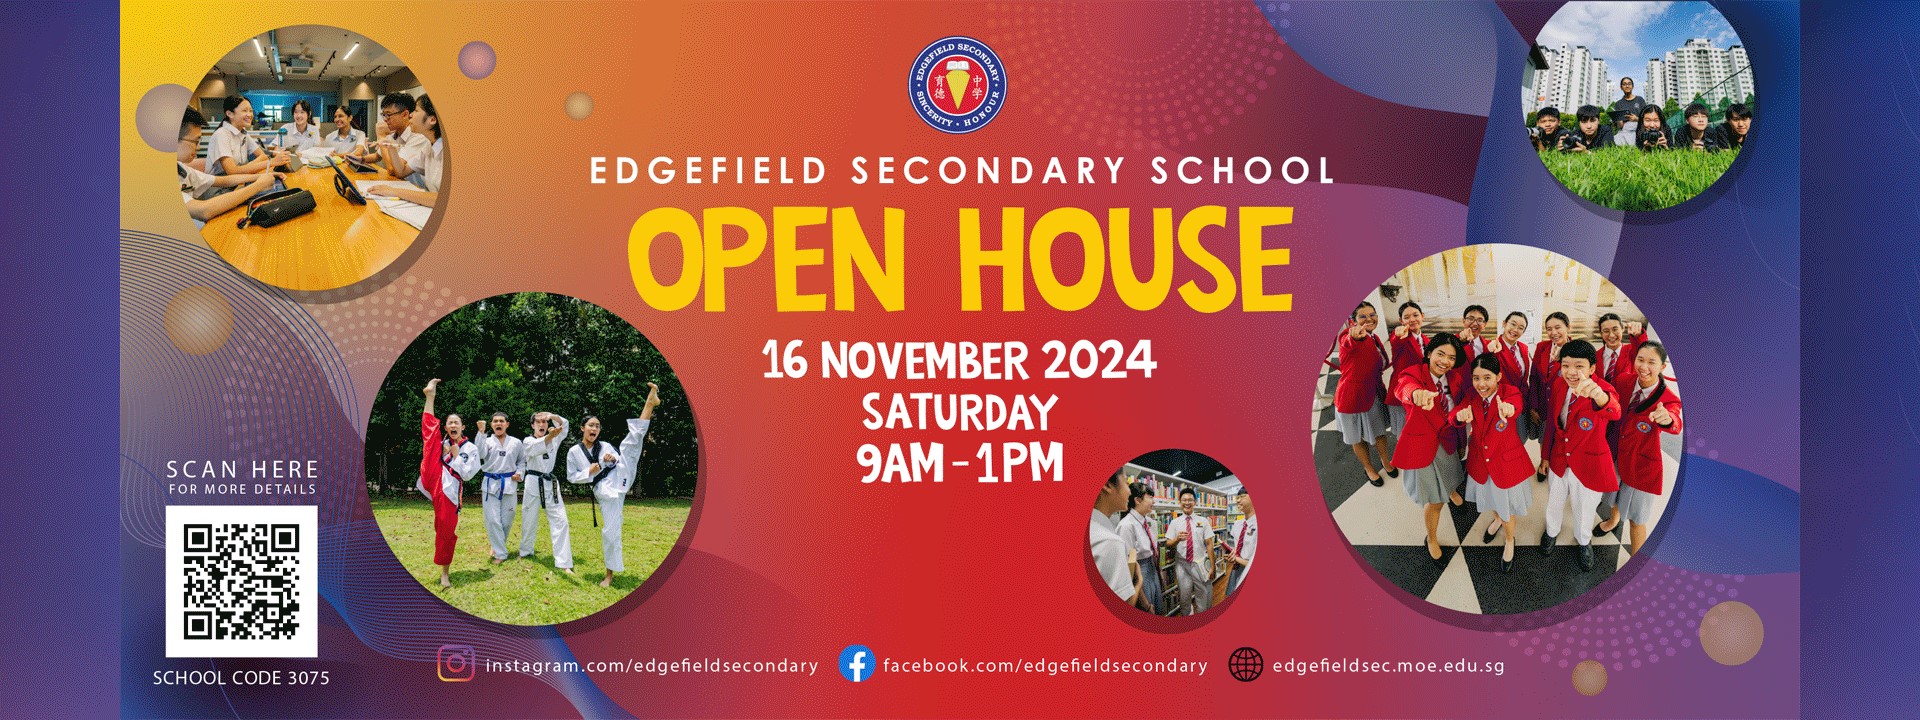 EDGEFIELD SECONDARY
育德
中学
SINCERITY • HONOUR
EDGEFIELD SECONDARY SCHOOL
OPEN HOUSE
16 NOVEMBER 2024
SATURDAY
9AM – 1PM
SCAN HERE
FOR MORE DETAILS
SCHOOL CODE 3075
instagram.com/edgefieldsecondary
facebook.com/edgefieldsecondary
edgefieldsec.moe.edu.sg